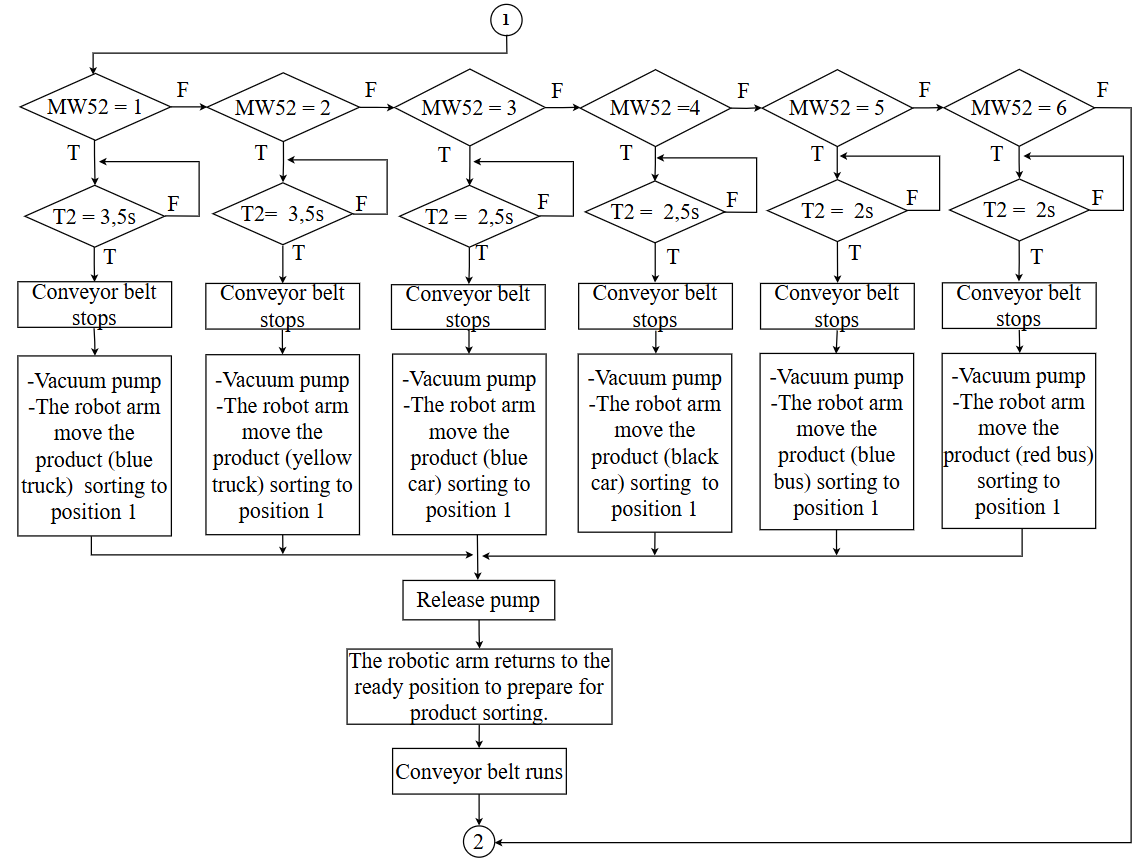 1
F
F
F
F
F
F
MW52 = 1
MW52 = 2
MW52 = 3
MW52 =4
MW52 = 5
MW52 = 6
T
T
T
T
T
T
T2 = 3,5s
F
T2=  3,5s
F
T2 =  2,5s
F
T2 =  2,5s
F
T2 =  2s
F
T2 =  2s
F
T
T
T
T
T
T
Conveyor belt
stops
Conveyor belt
stops
Conveyor belt
stops
Conveyor belt
stops
Conveyor belt
stops
Conveyor belt
stops
-Vacuum pump
-The robot arm
move the
product (blue
truck)  sorting to
position 1
-Vacuum pump
-The robot arm
move the
product (yellow
truck) sorting to
position 1
-Vacuum pump
-The robot arm
move the
product (blue
car) sorting to
position 1
-Vacuum pump
-The robot arm
move the
product (black
car) sorting  to
position 1
-Vacuum pump
-The robot arm
move the
product (blue
bus) sorting to
position 1
-Vacuum pump
-The robot arm
move the
product (red bus)
sorting to
position 1
Release pump
The robotic arm returns to the
ready position to prepare for
product sorting.
Conveyor belt runs
2